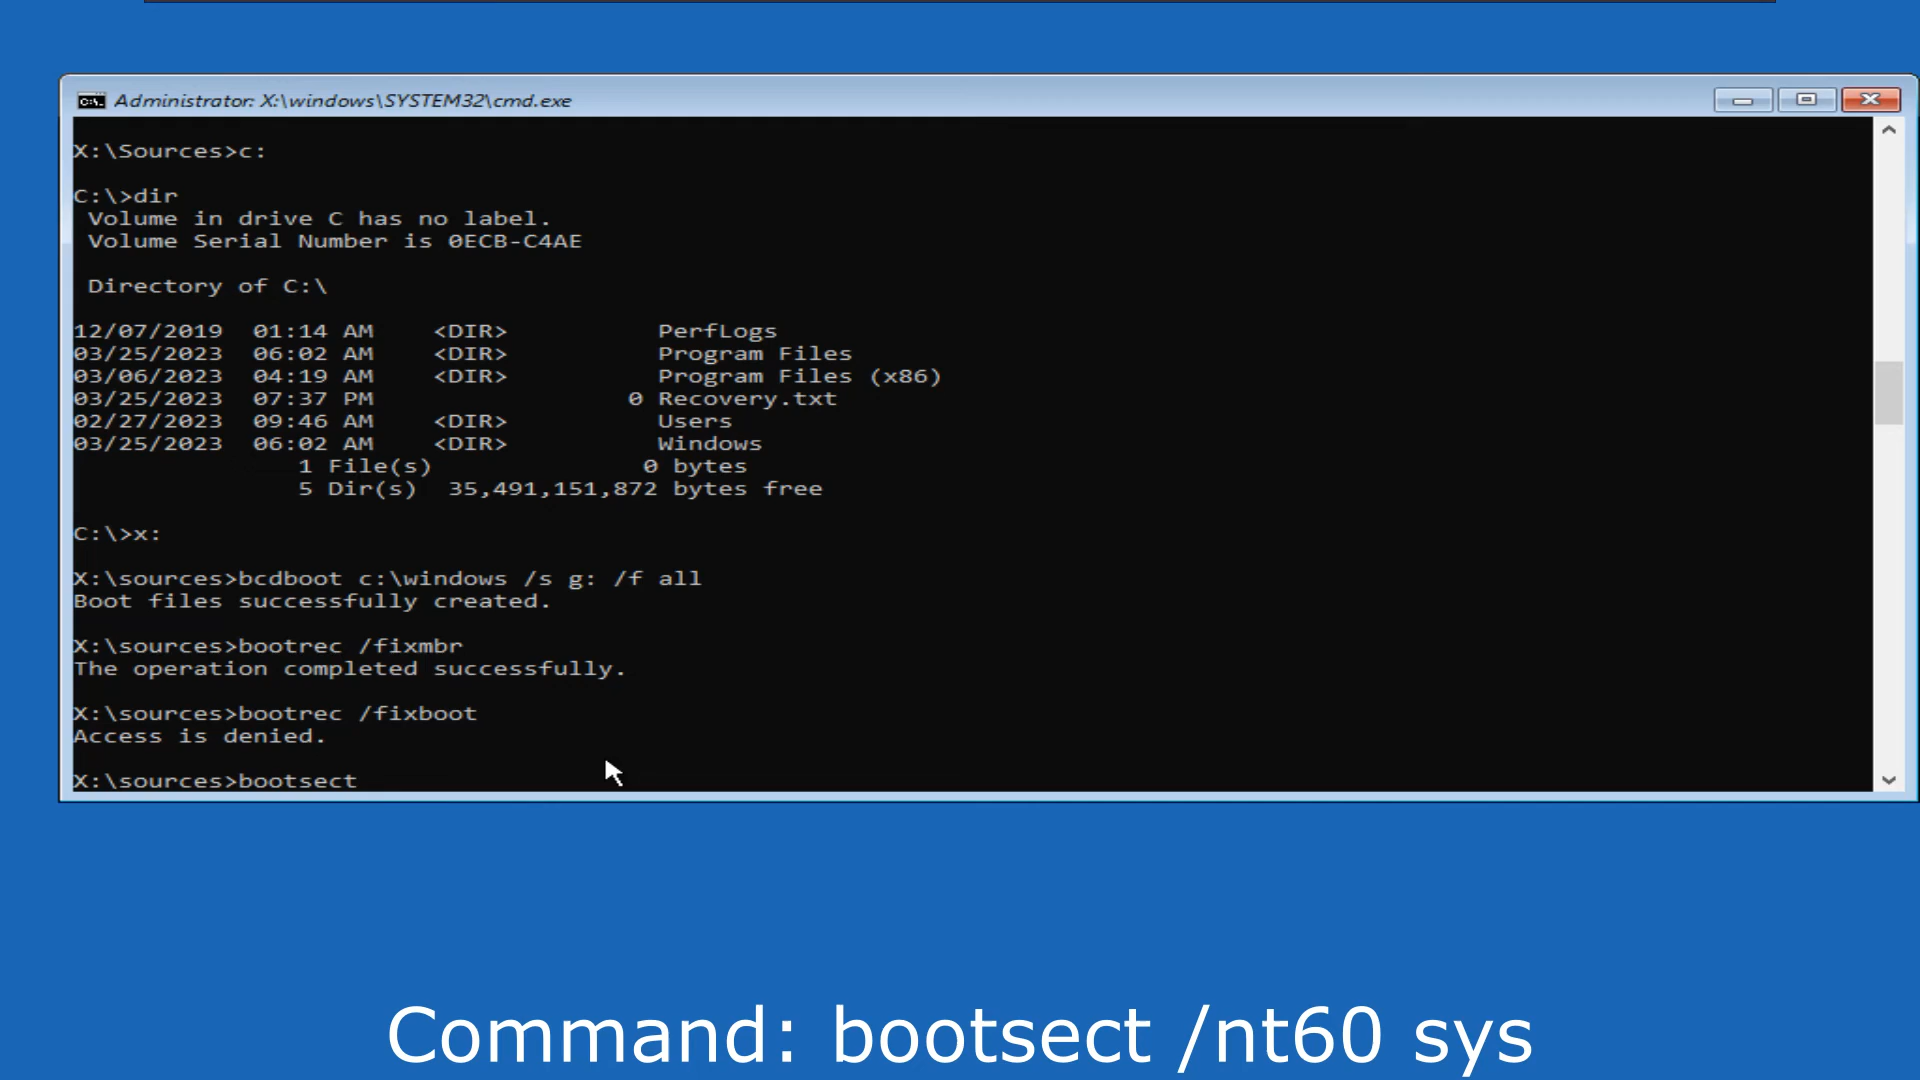 Administrator: X:\windows\SYSTEM32\cmd.exe
X:\Sources>c:
C:\>dir
Volume in drive C has no label.
Volume Serial Number is 0ECB-C4AE
Directory of C:\
12/07/2019 01:14 AM <DIR> PerfLogs
03/25/2023 06:02 AM <DIR> Program Files
03/06/2023 04:19 AM <DIR> Program Files (x86)
03/25/2023 07:37 PM 0 Recovery.txt
02/27/2023 09:46 AM <DIR> Users
03/25/2023 06:02 AM <DIR> Windows
1 File(s) 0 bytes
5 Dir(s) 35,491,151,872 bytes free
C:\>x:
X:\sources>bcdboot c:\windows /s g: /f all
Boot files successfully created.
X:\sources>bootrec /fixmbr
The operation completed successfully.
X:\sources>bootrec /fixboot
Access is denied.
X:\sources>bootsect
Command: bootsect /nt60 sys